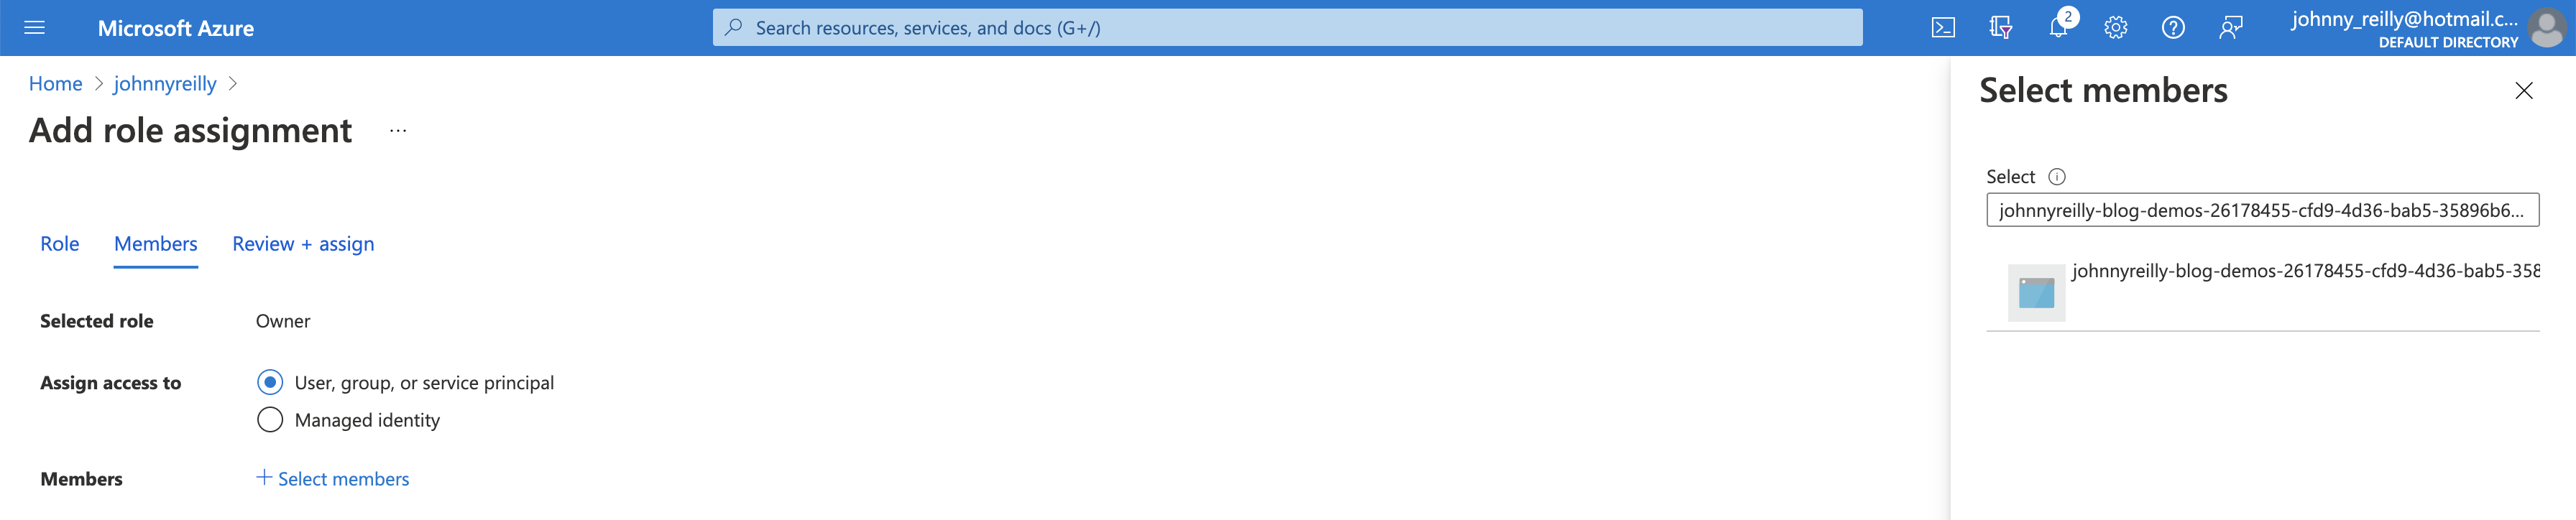 Microsoft Azure
Search resources, services, and docs (G+/)
2
johnny_reilly@hotmail.c...
DEFAULT DIRECTORY
Home > johnnyreilly >
Add role assignment ...
Role Members Review + assign
Selected role Owner
Assign access to User, group, or service principal
Managed identity
Members + Select members
Select members
Select
johnnyreilly-blog-demos-26178455-cfd9-4d36-bab5-35896b6...
johnnyreilly-blog-demos-26178455-cfd9-4d36-bab5-358